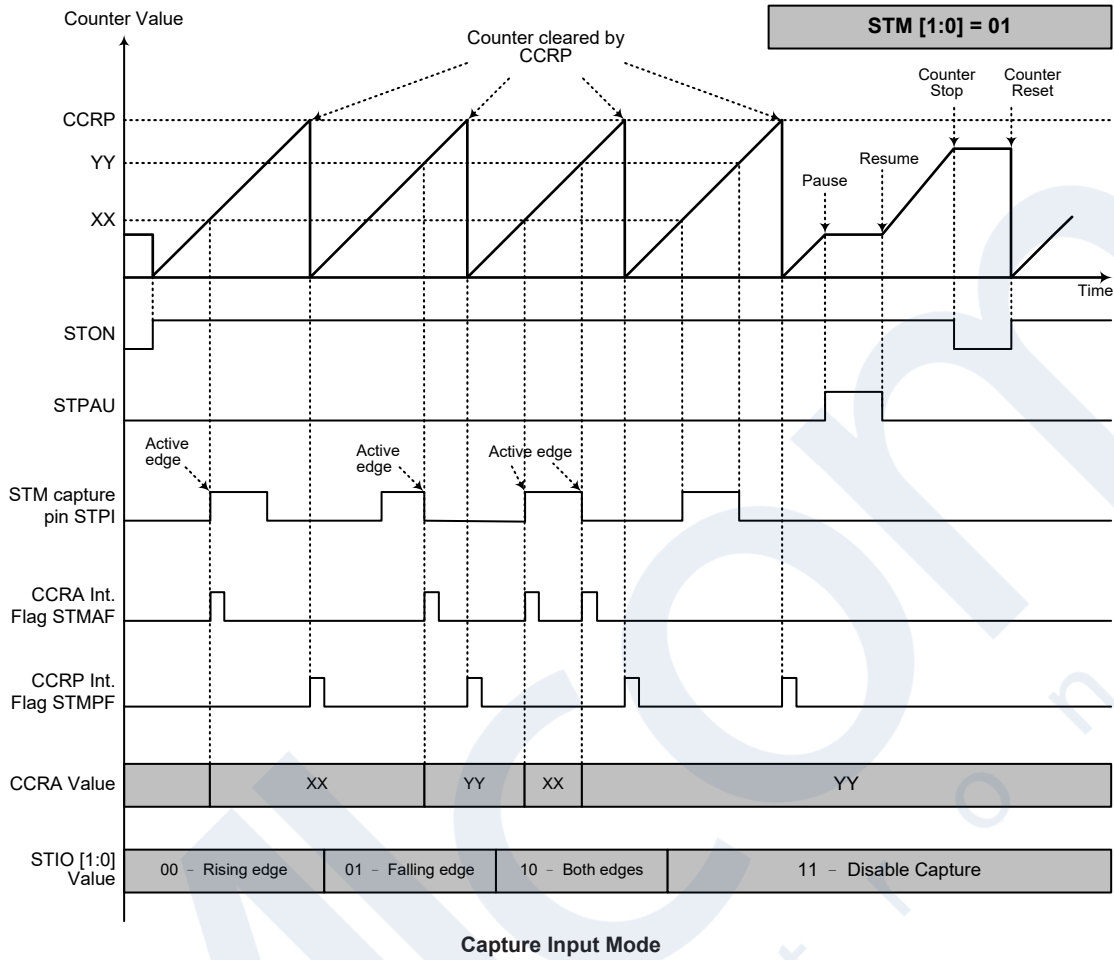 Counter Value
STM [1:0] = 01
Counter cleared by
CCRP
Counter
Stop
Counter
Reset
CCRP
YY
XX
Pause
Resume
Time
STON
STPAU
Active
edge
Active
edge
Active edge
STM capture
pin STPI
CCRA Int.
Flag STMAF
CCRP Int.
Flag STMPF
CCRA Value
XX
YY
XX
YY
STIO [1:0]
Value
00 – Rising edge
01 – Falling edge
10 – Both edges
11 – Disable Capture
Capture Input Mode